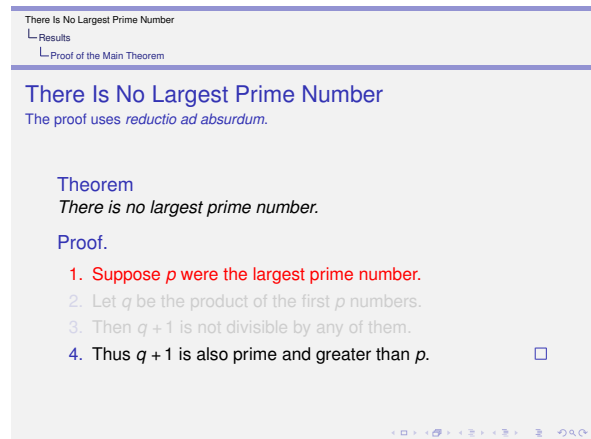 There Is No Largest Prime Number
Results
Proof of the Main Theorem
There Is No Largest Prime Number
The proof uses reductio ad absurdum.
Theorem
There is no largest prime number.
Proof.
1. Suppose p were the largest prime number.
2. Let q be the product of the first p numbers.
3. Then q + 1 is not divisible by any of them.
4. Thus q + 1 is also prime and greater than p. □